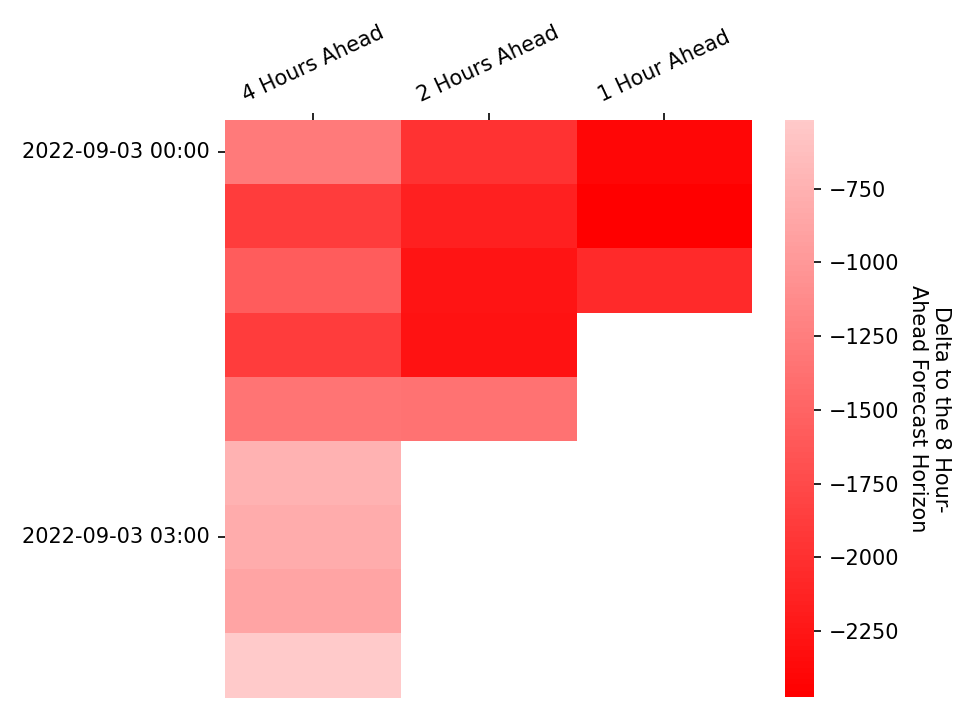 4 Hours Ahead
2 Hours Ahead
1 Hour Ahead
2022-09-03 00:00
2022-09-03 03:00
−750
−1000
−1250
−1500
−1750
−2000
−2250
Delta to the 8 Hour-
Ahead Forecast Horizon